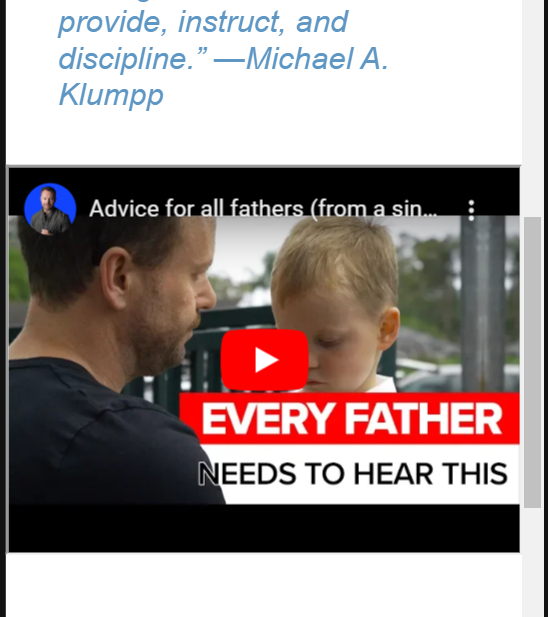 provide, instruct, and
discipline.” —Michael A.
Klumpp
Advice for all fathers (from a sin...
EVERY FATHER
NEEDS TO HEAR THIS